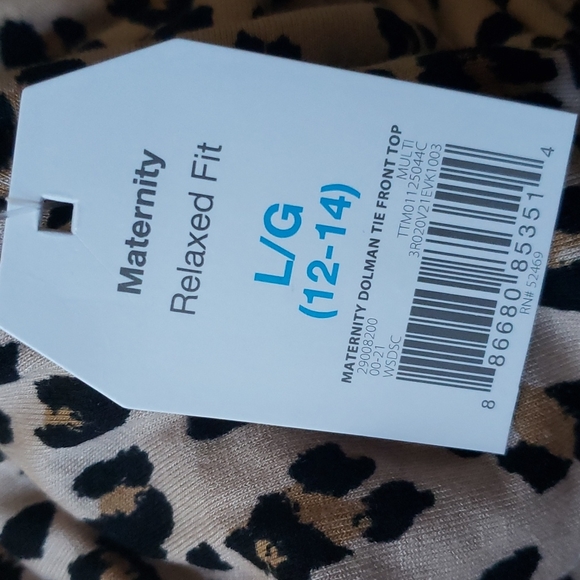 Maternity
Relaxed Fit
L/G
(12-14)
MATERNITY DOLMAN TIE FRONT TOP
29008200 TTM01125044C
00-21 MULTI
WSDSC 3R020V21EVK1003
8 86680 85351 4
RN# 52469